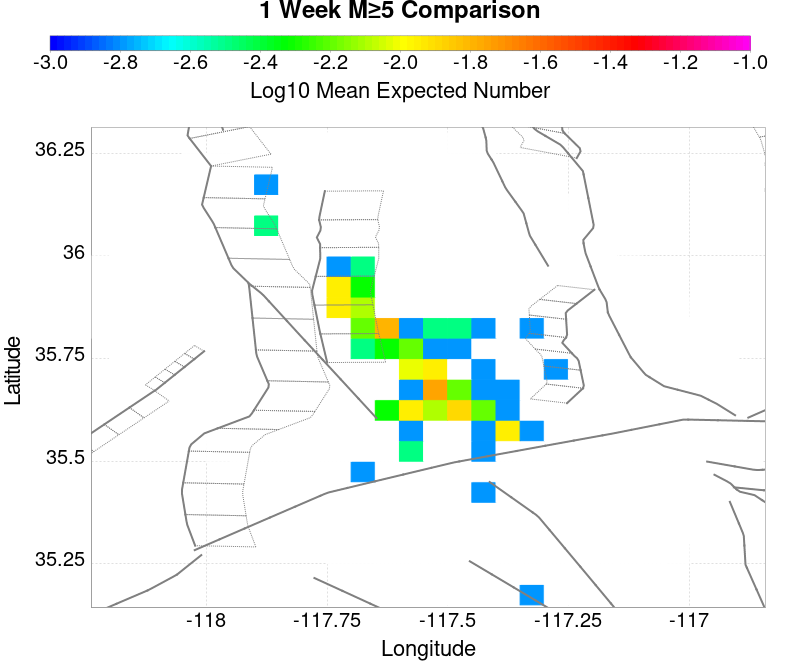 1 Week M≥5 Comparison
-3.0 -2.8 -2.6 -2.4 -2.2 -2.0 -1.8 -1.6 -1.4 -1.2 -1.0
Log10 Mean Expected Number
36.25
36
35.75
35.5
35.25
Latitude
-118 -117.75 -117.5 -117.25 -117
Longitude